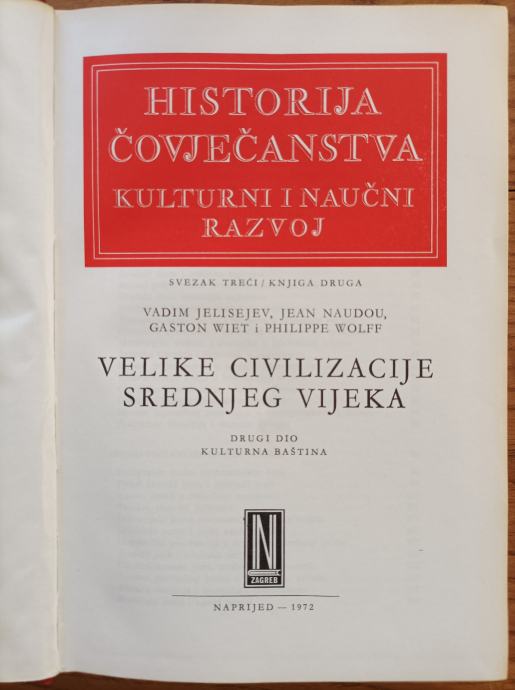 HISTORIJA
ČOVJEČANSTVA
KULTURNI I NAUČNI
RAZVOJ
SVEZAK TREĆI / KNJIGA DRUGA
VADIM JELISEJEV, JEAN NAUDOU,
GASTON WIET i PHILIPPE WOLFF
VELIKE CIVILIZACIJE
SREDNJEG VIJEKA
DRUGI DIO
KULTURNA BAŠTINA
N
ZAGREB
NAPRIJED — 1972